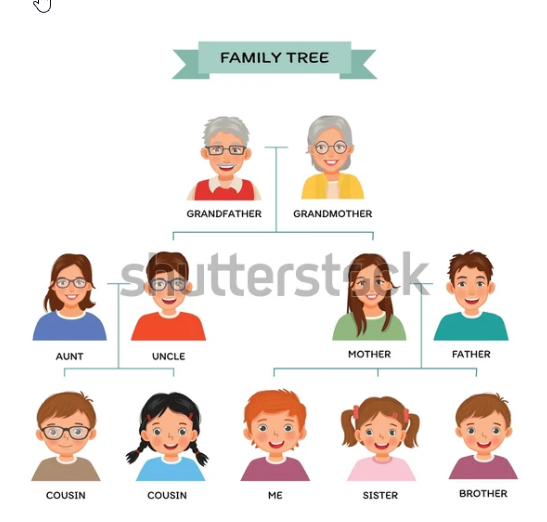 FAMILY TREE
GRANDFATHER GRANDMOTHER
shutterstock
AUNT UNCLE MOTHER FATHER
COUSIN COUSIN ME SISTER BROTHER